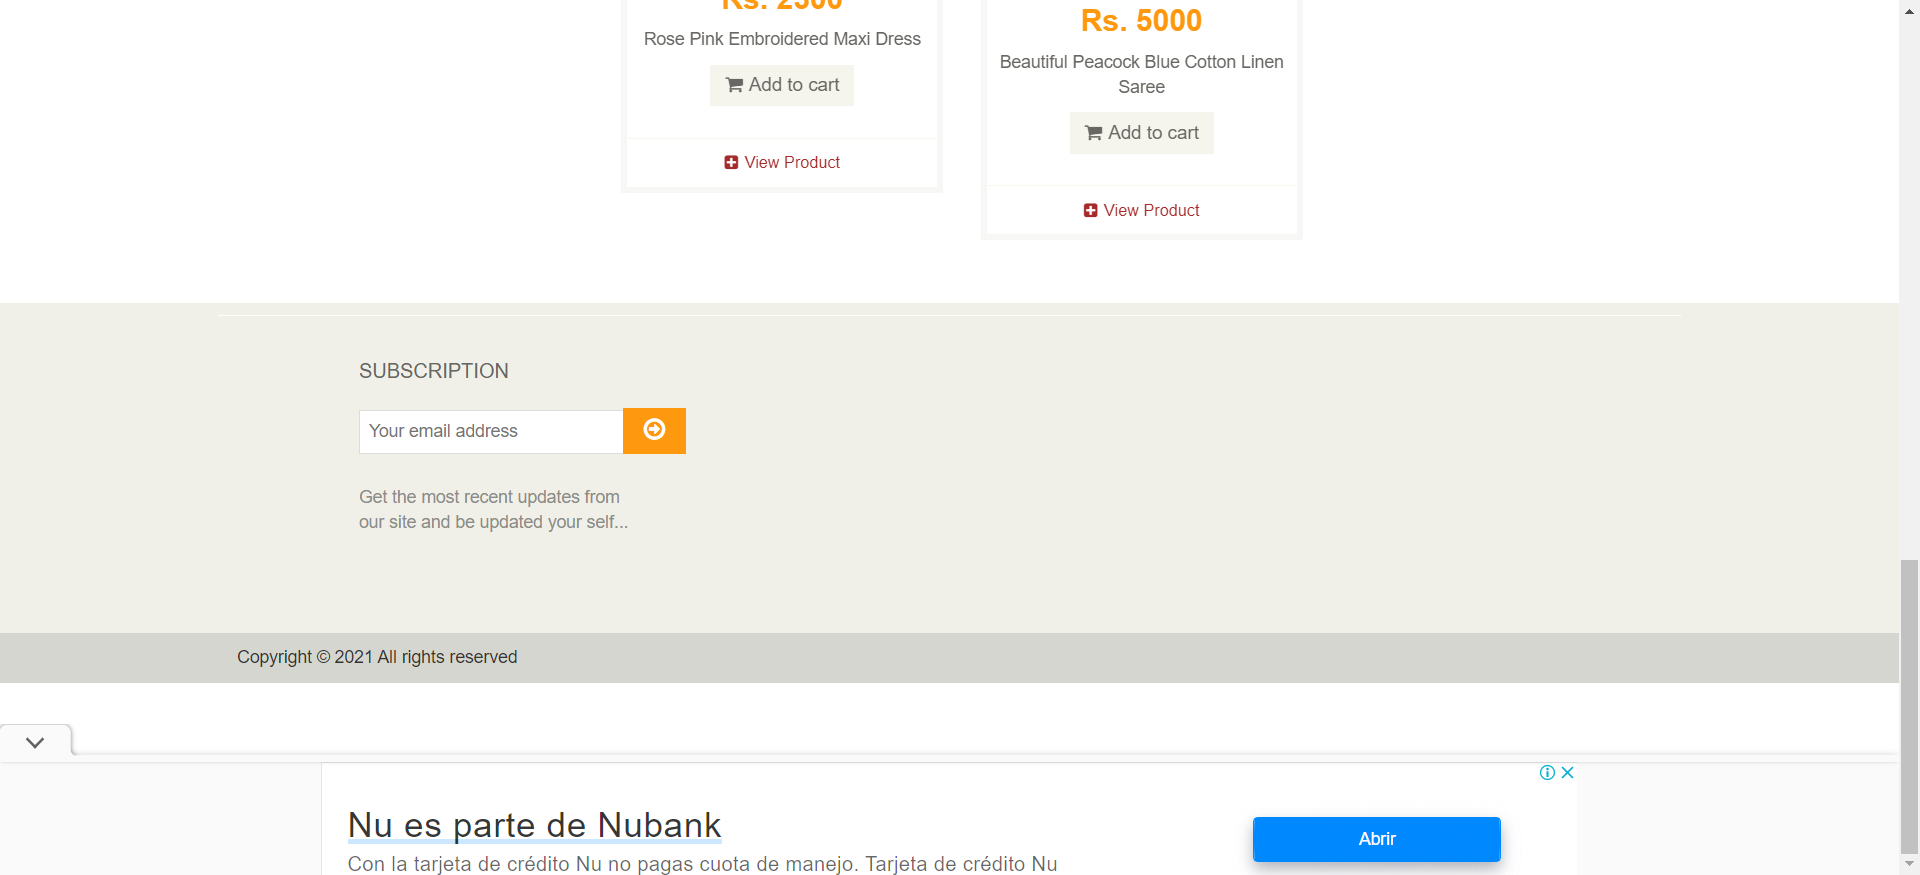 Rs. 2500
Rose Pink Embroidered Maxi Dress
Add to cart
View Product
Rs. 5000
Beautiful Peacock Blue Cotton Linen
Saree
Add to cart
View Product
SUBSCRIPTION
Your email address
Get the most recent updates from
our site and be updated your self...
Copyright © 2021 All rights reserved
Nu es parte de Nubank
Con la tarjeta de crédito Nu no pagas cuota de manejo. Tarjeta de crédito Nu
Abrir